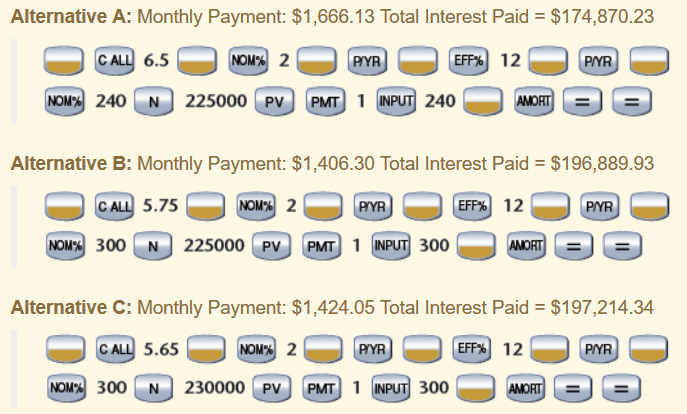 Alternative A: Monthly Payment: $1,666.13 Total Interest Paid = $174,870.23
C ALL 6.5 NOM% 2 P/YR EFF% 12 P/YR
NOM% 240 N 225000 PV PMT 1 INPUT 240 AMORT = =
Alternative B: Monthly Payment: $1,406.30 Total Interest Paid = $196,889.93
C ALL 5.75 NOM% 2 P/YR EFF% 12 P/YR
NOM% 300 N 225000 PV PMT 1 INPUT 300 AMORT = =
Alternative C: Monthly Payment: $1,424.05 Total Interest Paid = $197,214.34
C ALL 5.65 NOM% 2 P/YR EFF% 12 P/YR
NOM% 300 N 230000 PV PMT 1 INPUT 300 AMORT = =